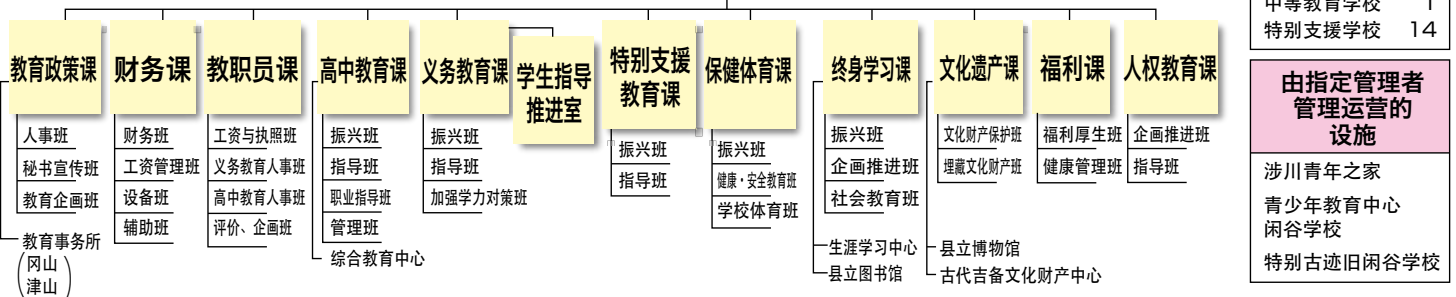 教育政策课
人事班
秘书宣传班
教育企画班
教育事务所
冈山
津山
财务课
财务班
工资管理班
设备班
辅助班
教职员课
工资与执照班
义务教育人事班
高中教育人事班
评价、企画班
高中教育课
振兴班
指导班
职业指导班
管理班
综合教育中心
义务教育课
振兴班
指导班
加强学力对策班
学生指导
推进室
特别支援
教育课
振兴班
指导班
保健体育课
振兴班
健康・安全教育班
学校体育班
终身学习课
振兴班
企画推进班
社会教育班
生涯学习中心
县立图书馆
文化遗产课
文化财产保护班
埋藏文化财产班
县立博物馆
古代吉备文化财产中心
福利课
福利厚生班
健康管理班
人权教育课
企画推进班
指导班
中等教育学校 1
特别支援学校 14
由指定管理者
管理运营的
设施
涉川青年之家
青少年教育中心
闲谷学校
特别古迹旧闲谷学校